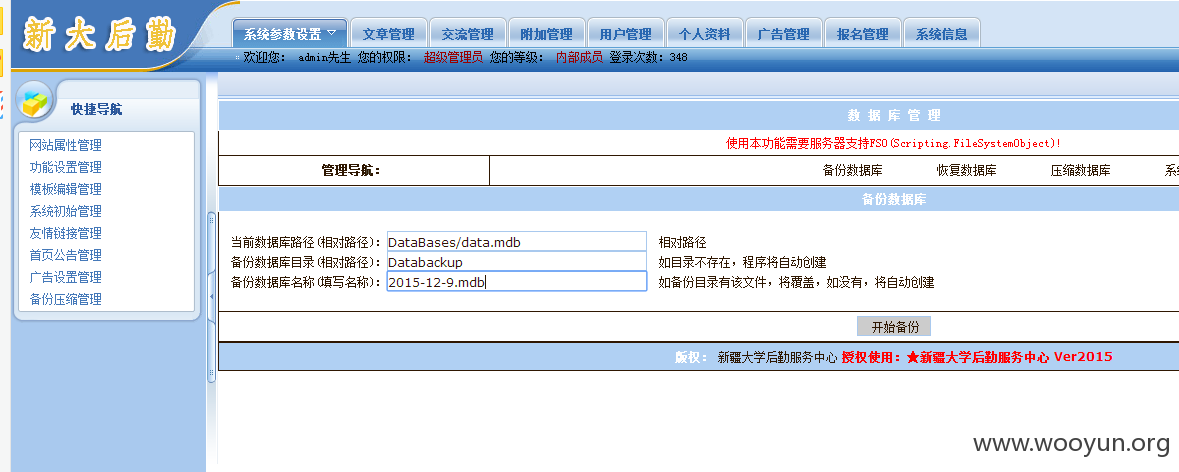 新大后勤
系统参数设置 文章管理 交流管理 附加管理 用户管理 个人资料 广告管理 报名管理 系统信息
欢迎您： admin先生 您的权限： 超级管理员 您的等级： 内部成员 登录次数：348
快捷导航
网站属性管理
功能设置管理
模板编辑管理
系统初始管理
友情链接管理
首页公告管理
广告设置管理
备份压缩管理
数 据 库 管 理
使用本功能需要服务器支持FSO(Scripting.FileSystemObject)!
管理导航： 备份数据库 恢复数据库 压缩数据库 系
备份数据库
当前数据库路径(相对路径)： DataBases/data.mdb 相对路径
备份数据库目录(相对路径)： Databackup 如目录不存在，程序将自动创建
备份数据库名称(填写名称)： 2015-12-9.mdb 如备份目录有该文件，将覆盖，如没有，将自动创建
开始备份
版权： 新疆大学后勤服务中心 授权使用：★新疆大学后勤服务中心 Ver2015
www.wooyun.org